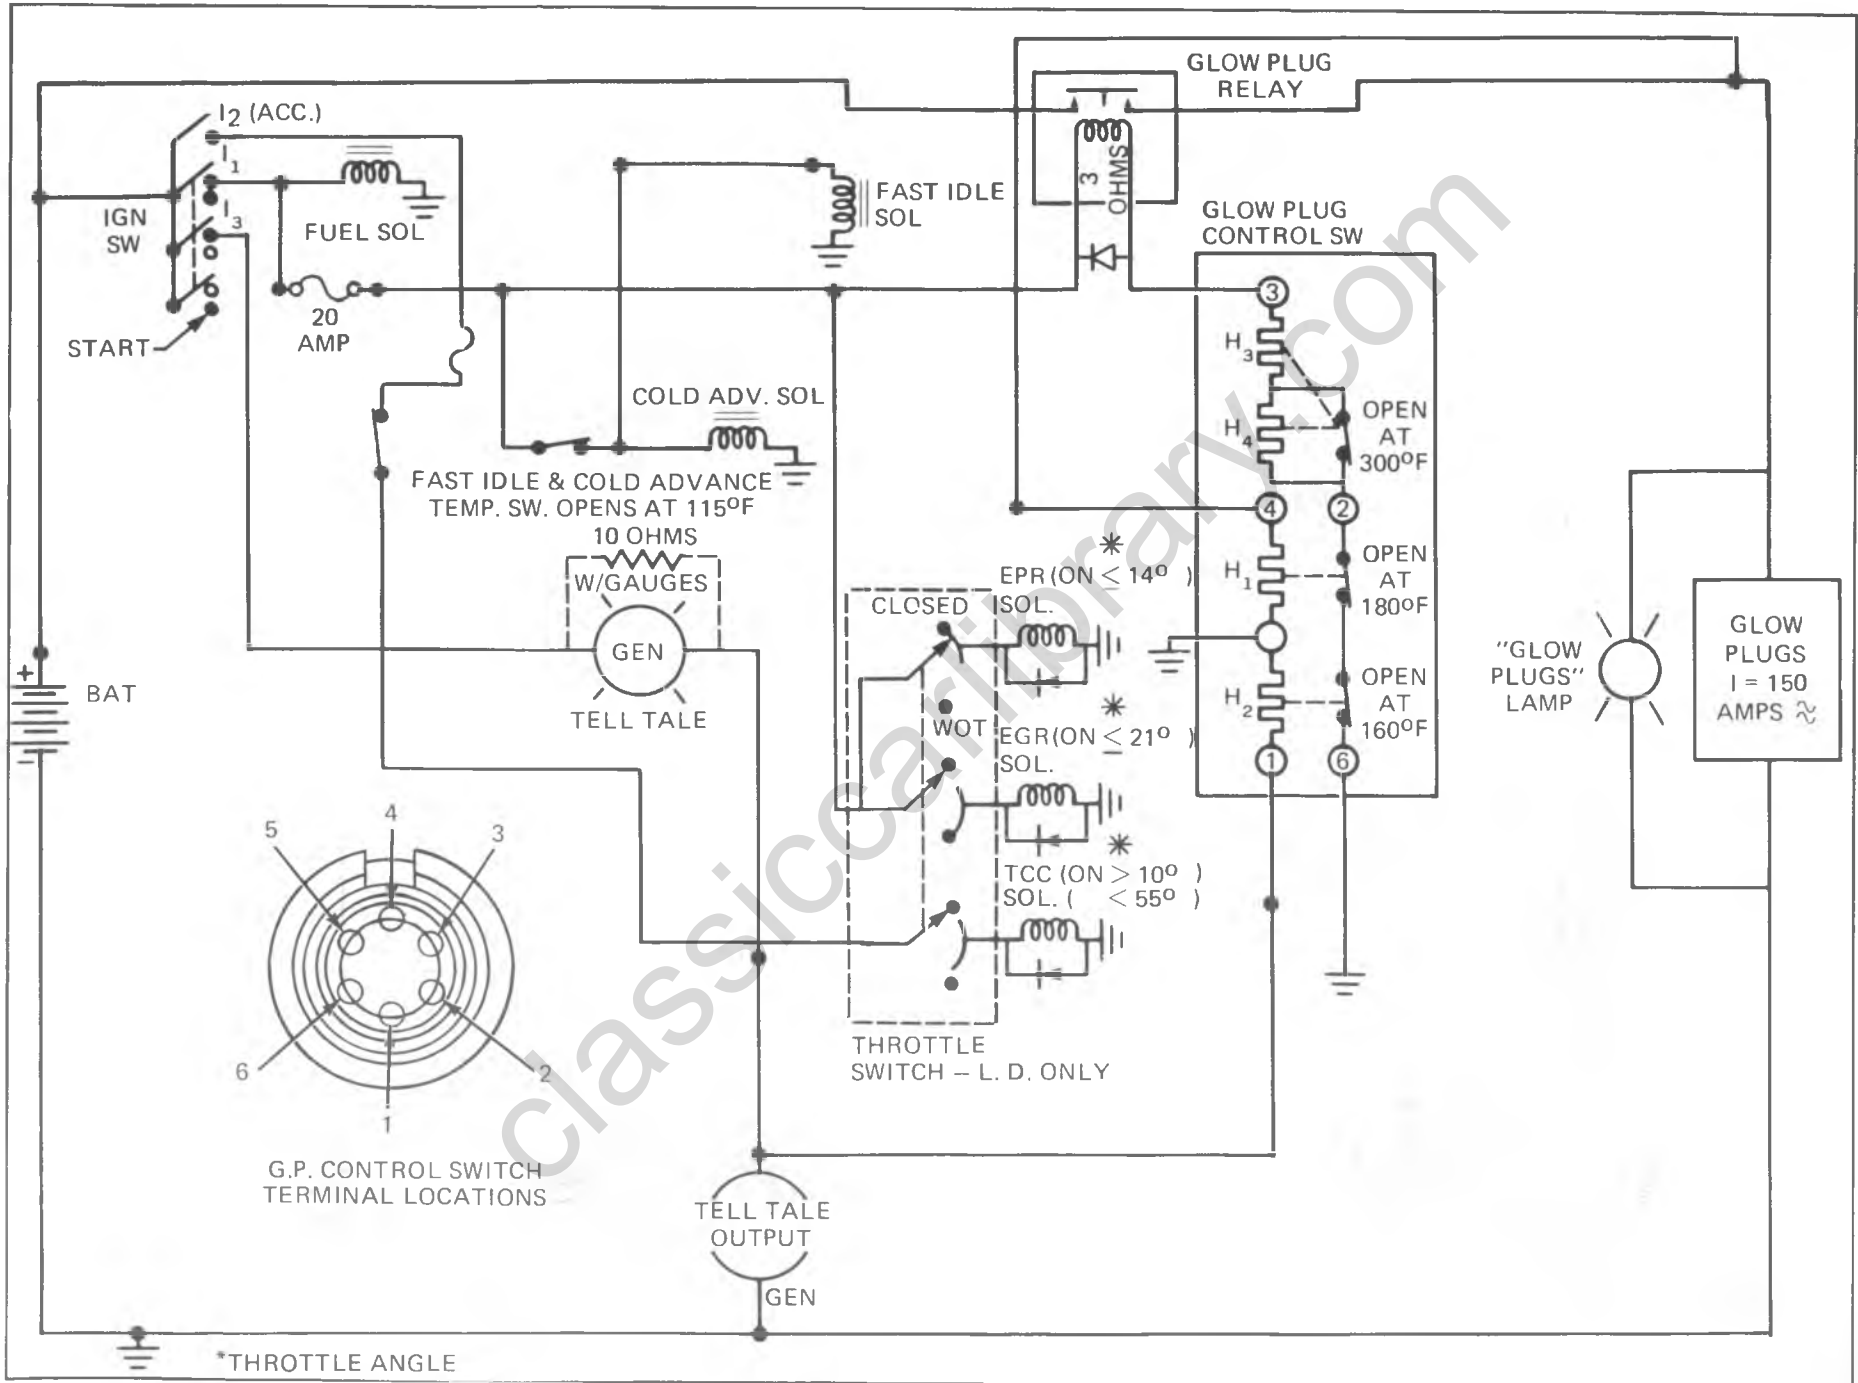 GLOW PLUG
RELAY
I2 (ACC.)
I1
I3
IGN
SW
FUEL SOL
START
20
AMP
FAST IDLE
SOL
3
OHMS
GLOW PLUG
CONTROL SW
3
H3
H4
OPEN
AT
300°F
COLD ADV. SOL
FAST IDLE & COLD ADVANCE
TEMP. SW. OPENS AT 115°F
10 OHMS
W/GAUGES
GEN
TELL TALE
4
2
H1
OPEN
AT
180°F
H2
OPEN
AT
160°F
1
6
*
EPR (ON ≤ 14° )
SOL.
CLOSED
WOT
*
EGR (ON ≤ 21° )
SOL.
*
TCC (ON > 10° )
SOL. ( < 55° )
THROTTLE
SWITCH – L. D. ONLY
"GLOW
PLUGS"
LAMP
GLOW
PLUGS
I = 150
AMPS ≈
+
BAT
4
5
3
6
2
1
G.P. CONTROL SWITCH
TERMINAL LOCATIONS
TELL TALE
OUTPUT
GEN
*THROTTLE ANGLE
classiccarlibrary.com